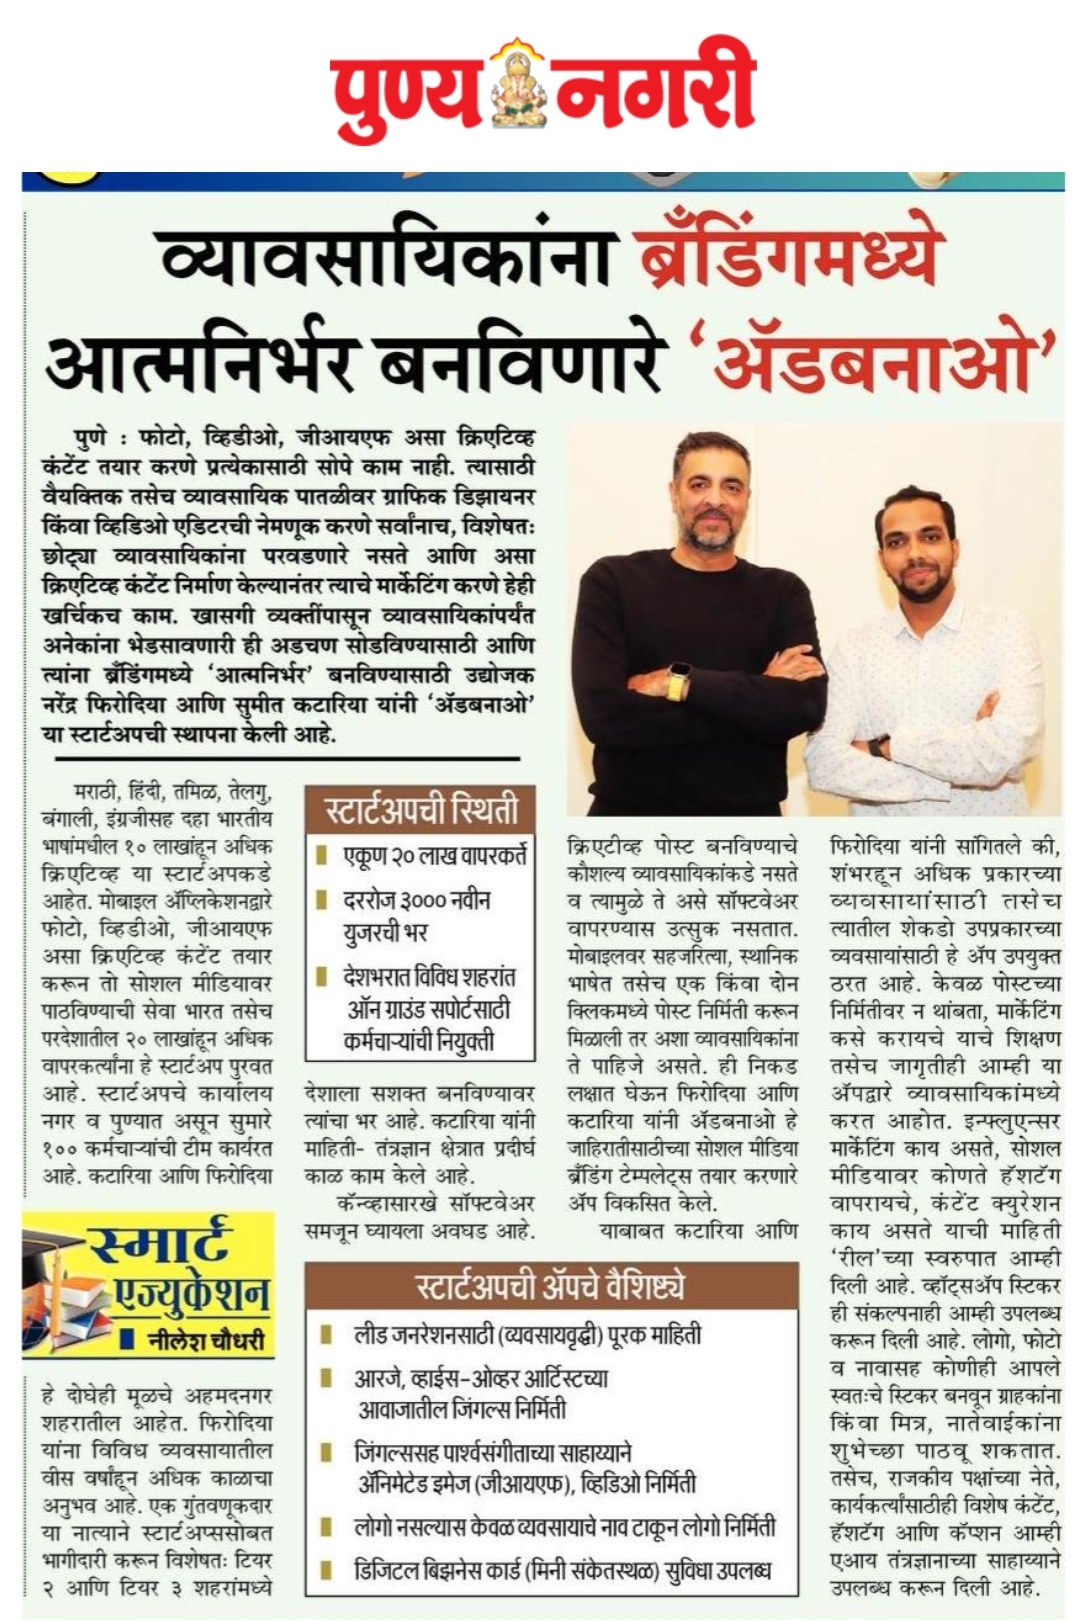 पुण्य नगरी
व्यावसायिकांना ब्रँडिंगमध्ये
आत्मनिर्भर बनविणारे ‘ॲडबनाओ’
पुणे : फोटो, व्हिडीओ, जीआयएफ असा क्रिएटिव्ह
कंटेंट तयार करणे प्रत्येकासाठी सोपे काम नाही. त्यासाठी
वैयक्तिक तसेच व्यावसायिक पातळीवर ग्राफिक डिझायनर
किंवा व्हिडिओ एडिटरची नेमणूक करणे सर्वांनाच, विशेषतः
छोट्या व्यावसायिकांना परवडणारे नसते आणि असा
क्रिएटिव्ह कंटेंट निर्माण केल्यानंतर त्याचे मार्केटिंग करणे हेही
खर्चिकच काम. खासगी व्यक्तींपासून व्यावसायिकांपर्यंत
अनेकांना भेडसावणारी ही अडचण सोडविण्यासाठी आणि
त्यांना ब्रँडिंगमध्ये ‘आत्मनिर्भर’ बनविण्यासाठी उद्योजक
नरेंद्र फिरोदिया आणि सुमीत कटारिया यांनी ‘ॲडबनाओ’
या स्टार्टअपची स्थापना केली आहे.
मराठी, हिंदी, तमिळ, तेलगु,
बंगाली, इंग्रजीसह दहा भारतीय
भाषांमधील १० लाखांहून अधिक
क्रिएटिव्ह या स्टार्टअपकडे
आहेत. मोबाइल ॲप्लिकेशनद्वारे
फोटो, व्हिडीओ, जीआयएफ
असा क्रिएटिव्ह कंटेंट तयार
करून तो सोशल मीडियावर
पाठविण्याची सेवा भारत तसेच
परदेशातील २० लाखांहून अधिक
वापरकर्त्यांना हे स्टार्टअप पुरवत
आहे. स्टार्टअपचे कार्यालय
नगर व पुण्यात असून सुमारे
१०० कर्मचाऱ्यांची टीम कार्यरत
आहे. कटारिया आणि फिरोदिया
स्मार्ट
एज्युकेशन
नीलेश चौधरी
हे दोघेही मूळचे अहमदनगर
शहरातील आहेत. फिरोदिया
यांना विविध व्यवसायातील
वीस वर्षांहून अधिक काळाचा
अनुभव आहे. एक गुंतवणूकदार
या नात्याने स्टार्टअप्ससोबत
भागीदारी करून विशेषतः टियर
२ आणि टियर ३ शहरांमध्ये
स्टार्टअपची स्थिती
एकूण २० लाख वापरकर्ते
दररोज ३००० नवीन
युजरची भर
देशभरात विविध शहरांत
ऑन ग्राउंड सपोर्टसाठी
कर्मचाऱ्यांची नियुक्ती
देशाला सशक्त बनविण्यावर
त्यांचा भर आहे. कटारिया यांनी
माहिती- तंत्रज्ञान क्षेत्रात प्रदीर्घ
काळ काम केले आहे.
कॅन्व्हासारखे सॉफ्टवेअर
समजून घ्यायला अवघड आहे.
क्रिएटीव्ह पोस्ट बनविण्याचे
कौशल्य व्यावसायिकांकडे नसते
व त्यामुळे ते असे सॉफ्टवेअर
वापरण्यास उत्सुक नसतात.
मोबाइलवर सहजरित्या, स्थानिक
भाषेत तसेच एक किंवा दोन
क्लिकमध्ये पोस्ट निर्मिती करून
मिळाली तर अशा व्यावसायिकांना
ते पाहिजे असते. ही निकड
लक्षात घेऊन फिरोदिया आणि
कटारिया यांनी ॲडबनाओ हे
जाहिरातीसाठीच्या सोशल मीडिया
ब्रँडिंग टेम्पलेट्स तयार करणारे
ॲप विकसित केले.
याबाबत कटारिया आणि
फिरोदिया यांनी सांगितले की,
शंभरहून अधिक प्रकारच्या
व्यवसायांसाठी तसेच
त्यातील शेकडो उपप्रकारच्या
व्यवसायांसाठी हे ॲप उपयुक्त
ठरत आहे. केवळ पोस्टच्या
निर्मितीवर न थांबता, मार्केटिंग
कसे करायचे याचे शिक्षण
तसेच जागृतीही आम्ही या
ॲपद्वारे व्यावसायिकांमध्ये
करत आहोत. इन्फ्लुएन्सर
मार्केटिंग काय असते, सोशल
मीडियावर कोणते हॅशटॅग
वापरायचे, कंटेंट क्युरेशन
काय असते याची माहिती
‘रील’च्या स्वरुपात आम्ही
दिली आहे. व्हॉट्सॲप स्टिकर
ही संकल्पनाही आम्ही उपलब्ध
करून दिली आहे. लोगो, फोटो
व नावासह कोणीही आपले
स्वतःचे स्टिकर बनवून ग्राहकांना
किंवा मित्र, नातेवाईकांना
शुभेच्छा पाठवू शकतात.
तसेच, राजकीय पक्षांच्या नेते,
कार्यकर्त्यांसाठीही विशेष कंटेंट,
हॅशटॅग आणि कॅप्शन आम्ही
एआय तंत्रज्ञानाच्या साहाय्याने
उपलब्ध करून दिली आहे.
स्टार्टअपची ॲपचे वैशिष्ट्ये
लीड जनरेशनसाठी (व्यवसायवृद्धी) पूरक माहिती
आरजे, व्हाईस-ओव्हर आर्टिस्टच्या
आवाजातील जिंगल्स निर्मिती
जिंगल्ससह पार्श्वसंगीताच्या साहाय्याने
ॲनिमेटेड इमेज (जीआयएफ), व्हिडिओ निर्मिती
लोगो नसल्यास केवळ व्यवसायाचे नाव टाकून लोगो निर्मिती
डिजिटल बिझनेस कार्ड (मिनी संकेतस्थळ) सुविधा उपलब्ध